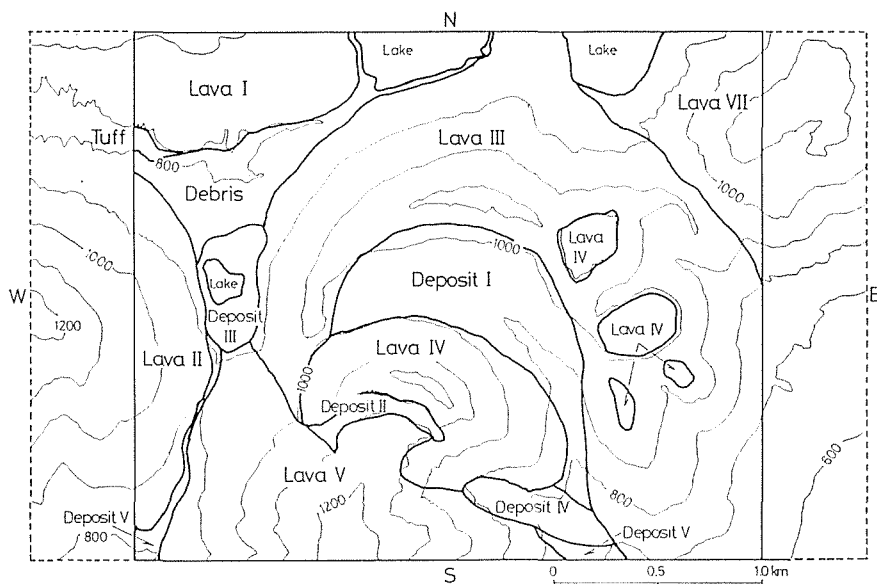 N
Lake
Lake
Lava I
Lava VII
Tuff
800
Lava III
Debris
1000
1000
1000
Lava
IV
Deposit I
W
E
Lake
1200
Deposit
III
Lava IV
Lava II
Lava IV
1000
Deposit II
Lava V
600
1200
800
Deposit IV
Deposit V
800
Deposit V
S
0 0.5 1.0 km